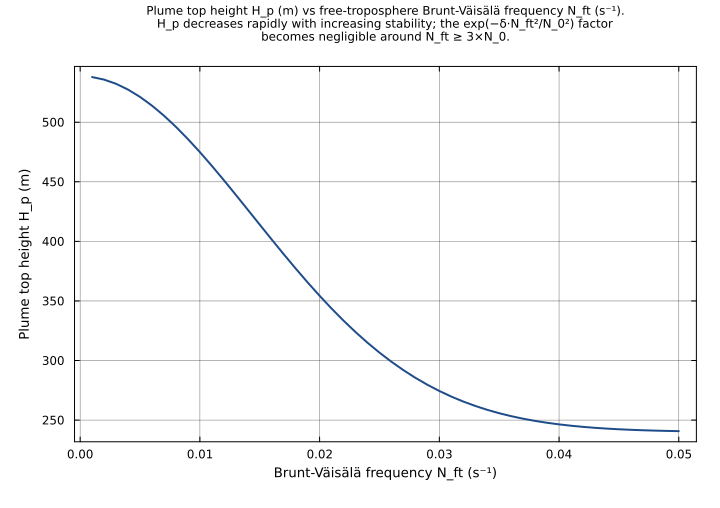 Plume top height H_p (m) vs free-troposphere Brunt-Väisälä frequency N_ft (s⁻¹).
H_p decreases rapidly with increasing stability; the exp(−δ·N_ft²/N_0²) factor
becomes negligible around N_ft ≥ 3×N_0.
Plume top height H_p (m)
500
450
400
350
300
250
0.00 0.01 0.02 0.03 0.04 0.05
Brunt-Väisälä frequency N_ft (s⁻¹)